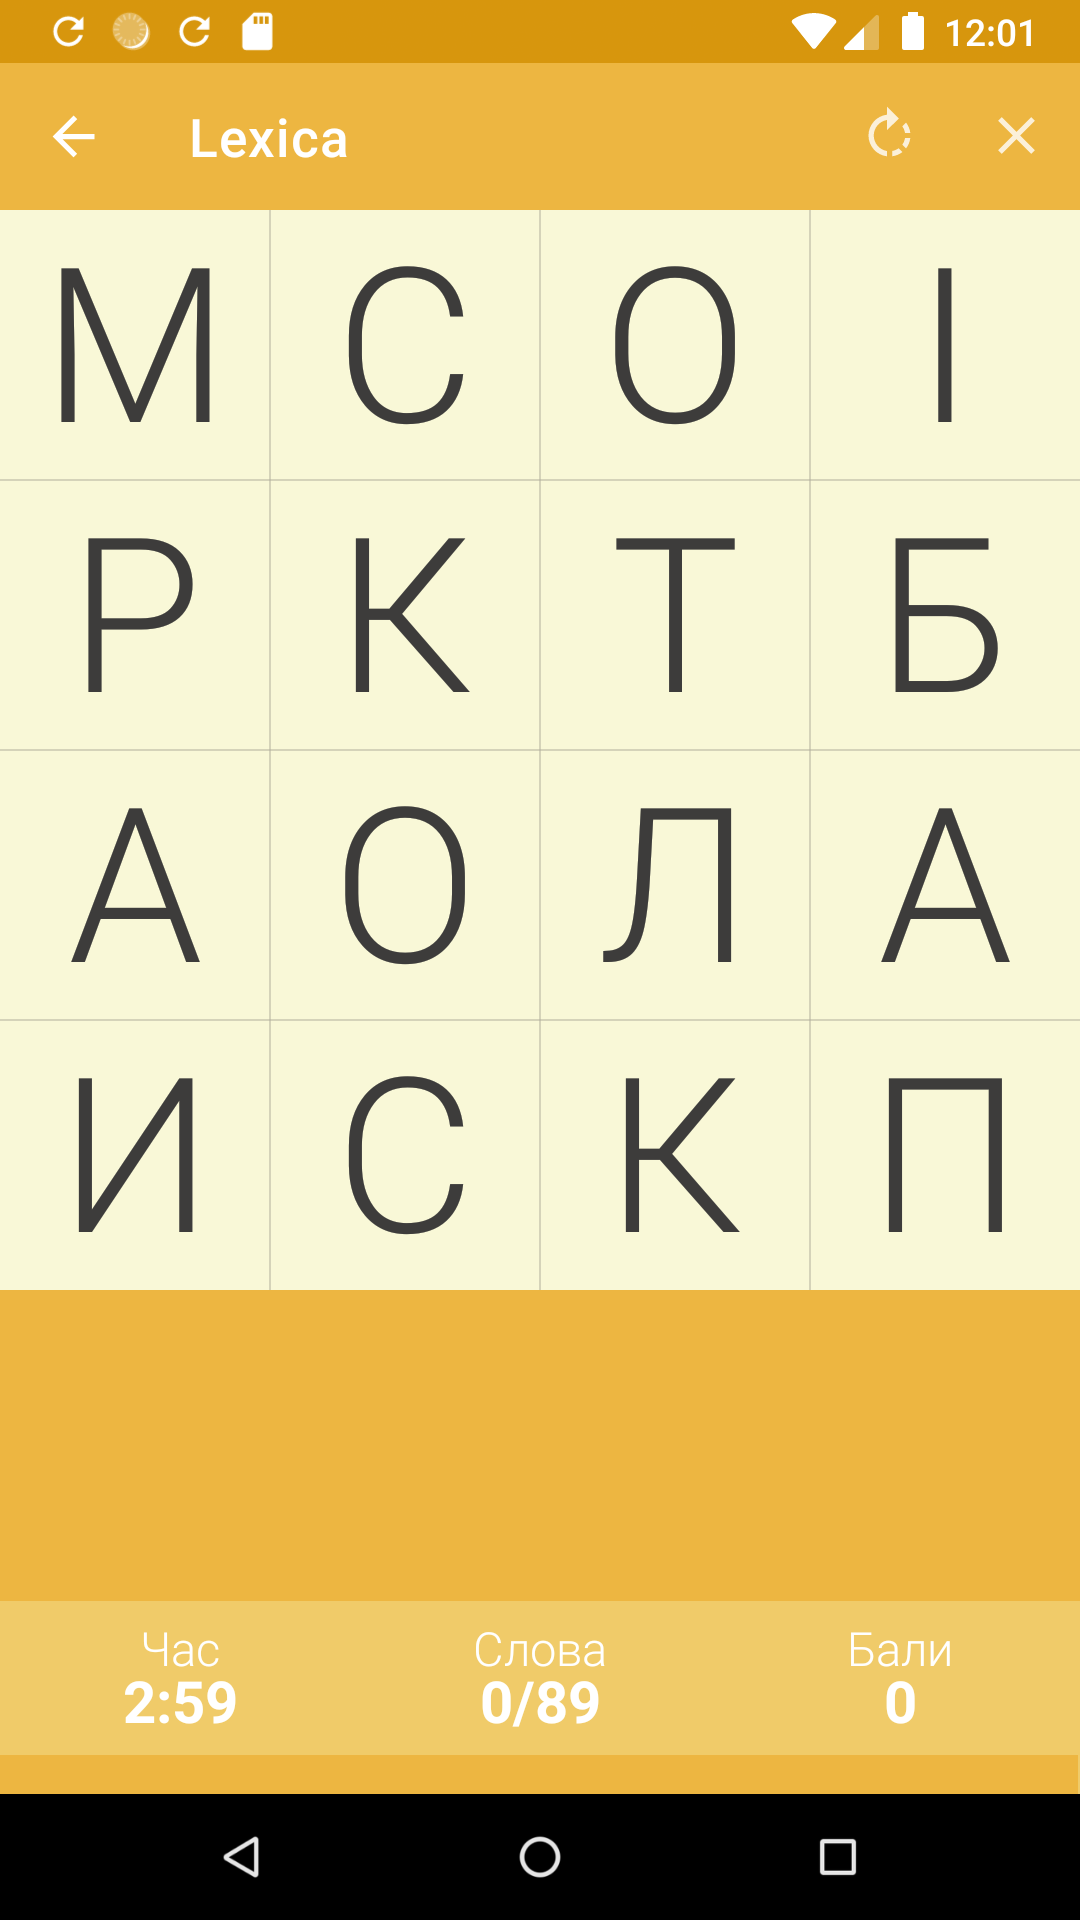 12:01
Lexica
М С О І
Р К Т Б
А О Л А
И С К П
Час Слова Бали
2:59 0/89 0